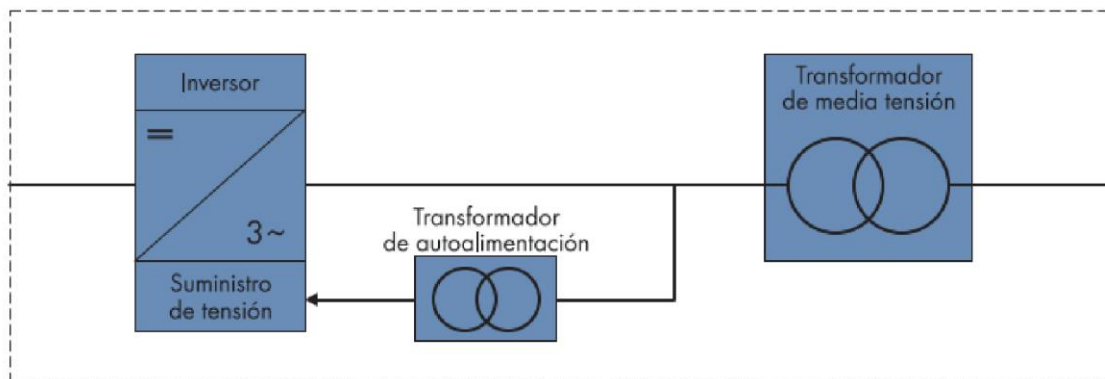 Inversor
Transformador
de media tensión
=
3~
Transformador
de autoalimentación
Suministro
de tensión